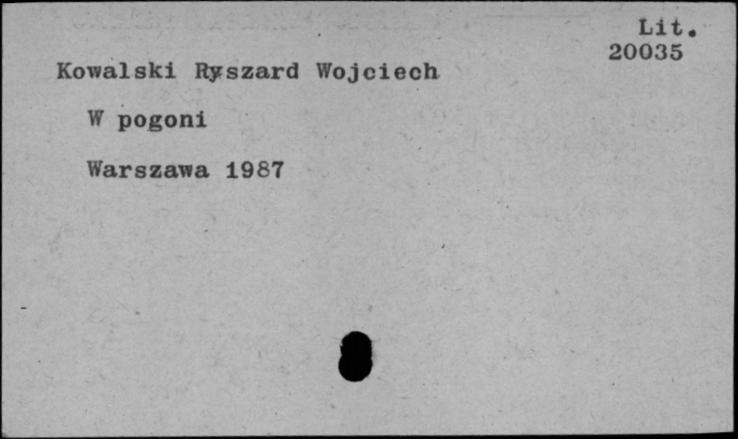 Lit.
20035
Kowalski Ryszard Wojciech
W pogoni
Warszawa 1987